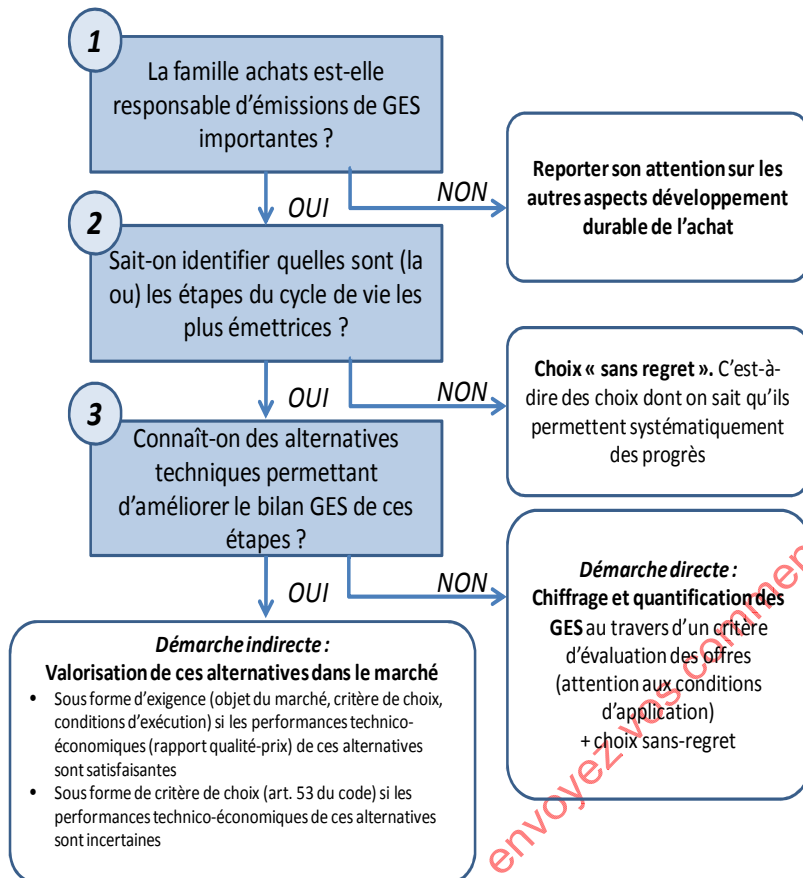 1
La famille achats est-elle
responsable d'émissions de GES
importantes ?
OUI
NON
Reporter son attention sur les
autres aspects développement
durable de l'achat
2
Sait-on identifier quelles sont (la
ou) les étapes du cycle de vie les
plus émettrices ?
OUI
NON
Choix « sans regret ». C'est-à-
dire des choix dont on sait qu'ils
permettent systématiquement
des progrès
3
Connaît-on des alternatives
techniques permettant
d'améliorer le bilan GES de ces
étapes ?
OUI
NON
Démarche directe :
Chiffrage et quantification des
GES au travers d'un critère
d'évaluation des offres
(attention aux conditions
d'application)
+ choix sans-regret
Démarche indirecte :
Valorisation de ces alternatives dans le marché
• Sous forme d'exigence (objet du marché, critère de choix,
conditions d'exécution) si les performances technico-
économiques (rapport qualité-prix) de ces alternatives
sont satisfaisantes
• Sous forme de critère de choix (art. 53 du code) si les
performances technico-économiques de ces alternatives
sont incertaines
envoyez vos commen